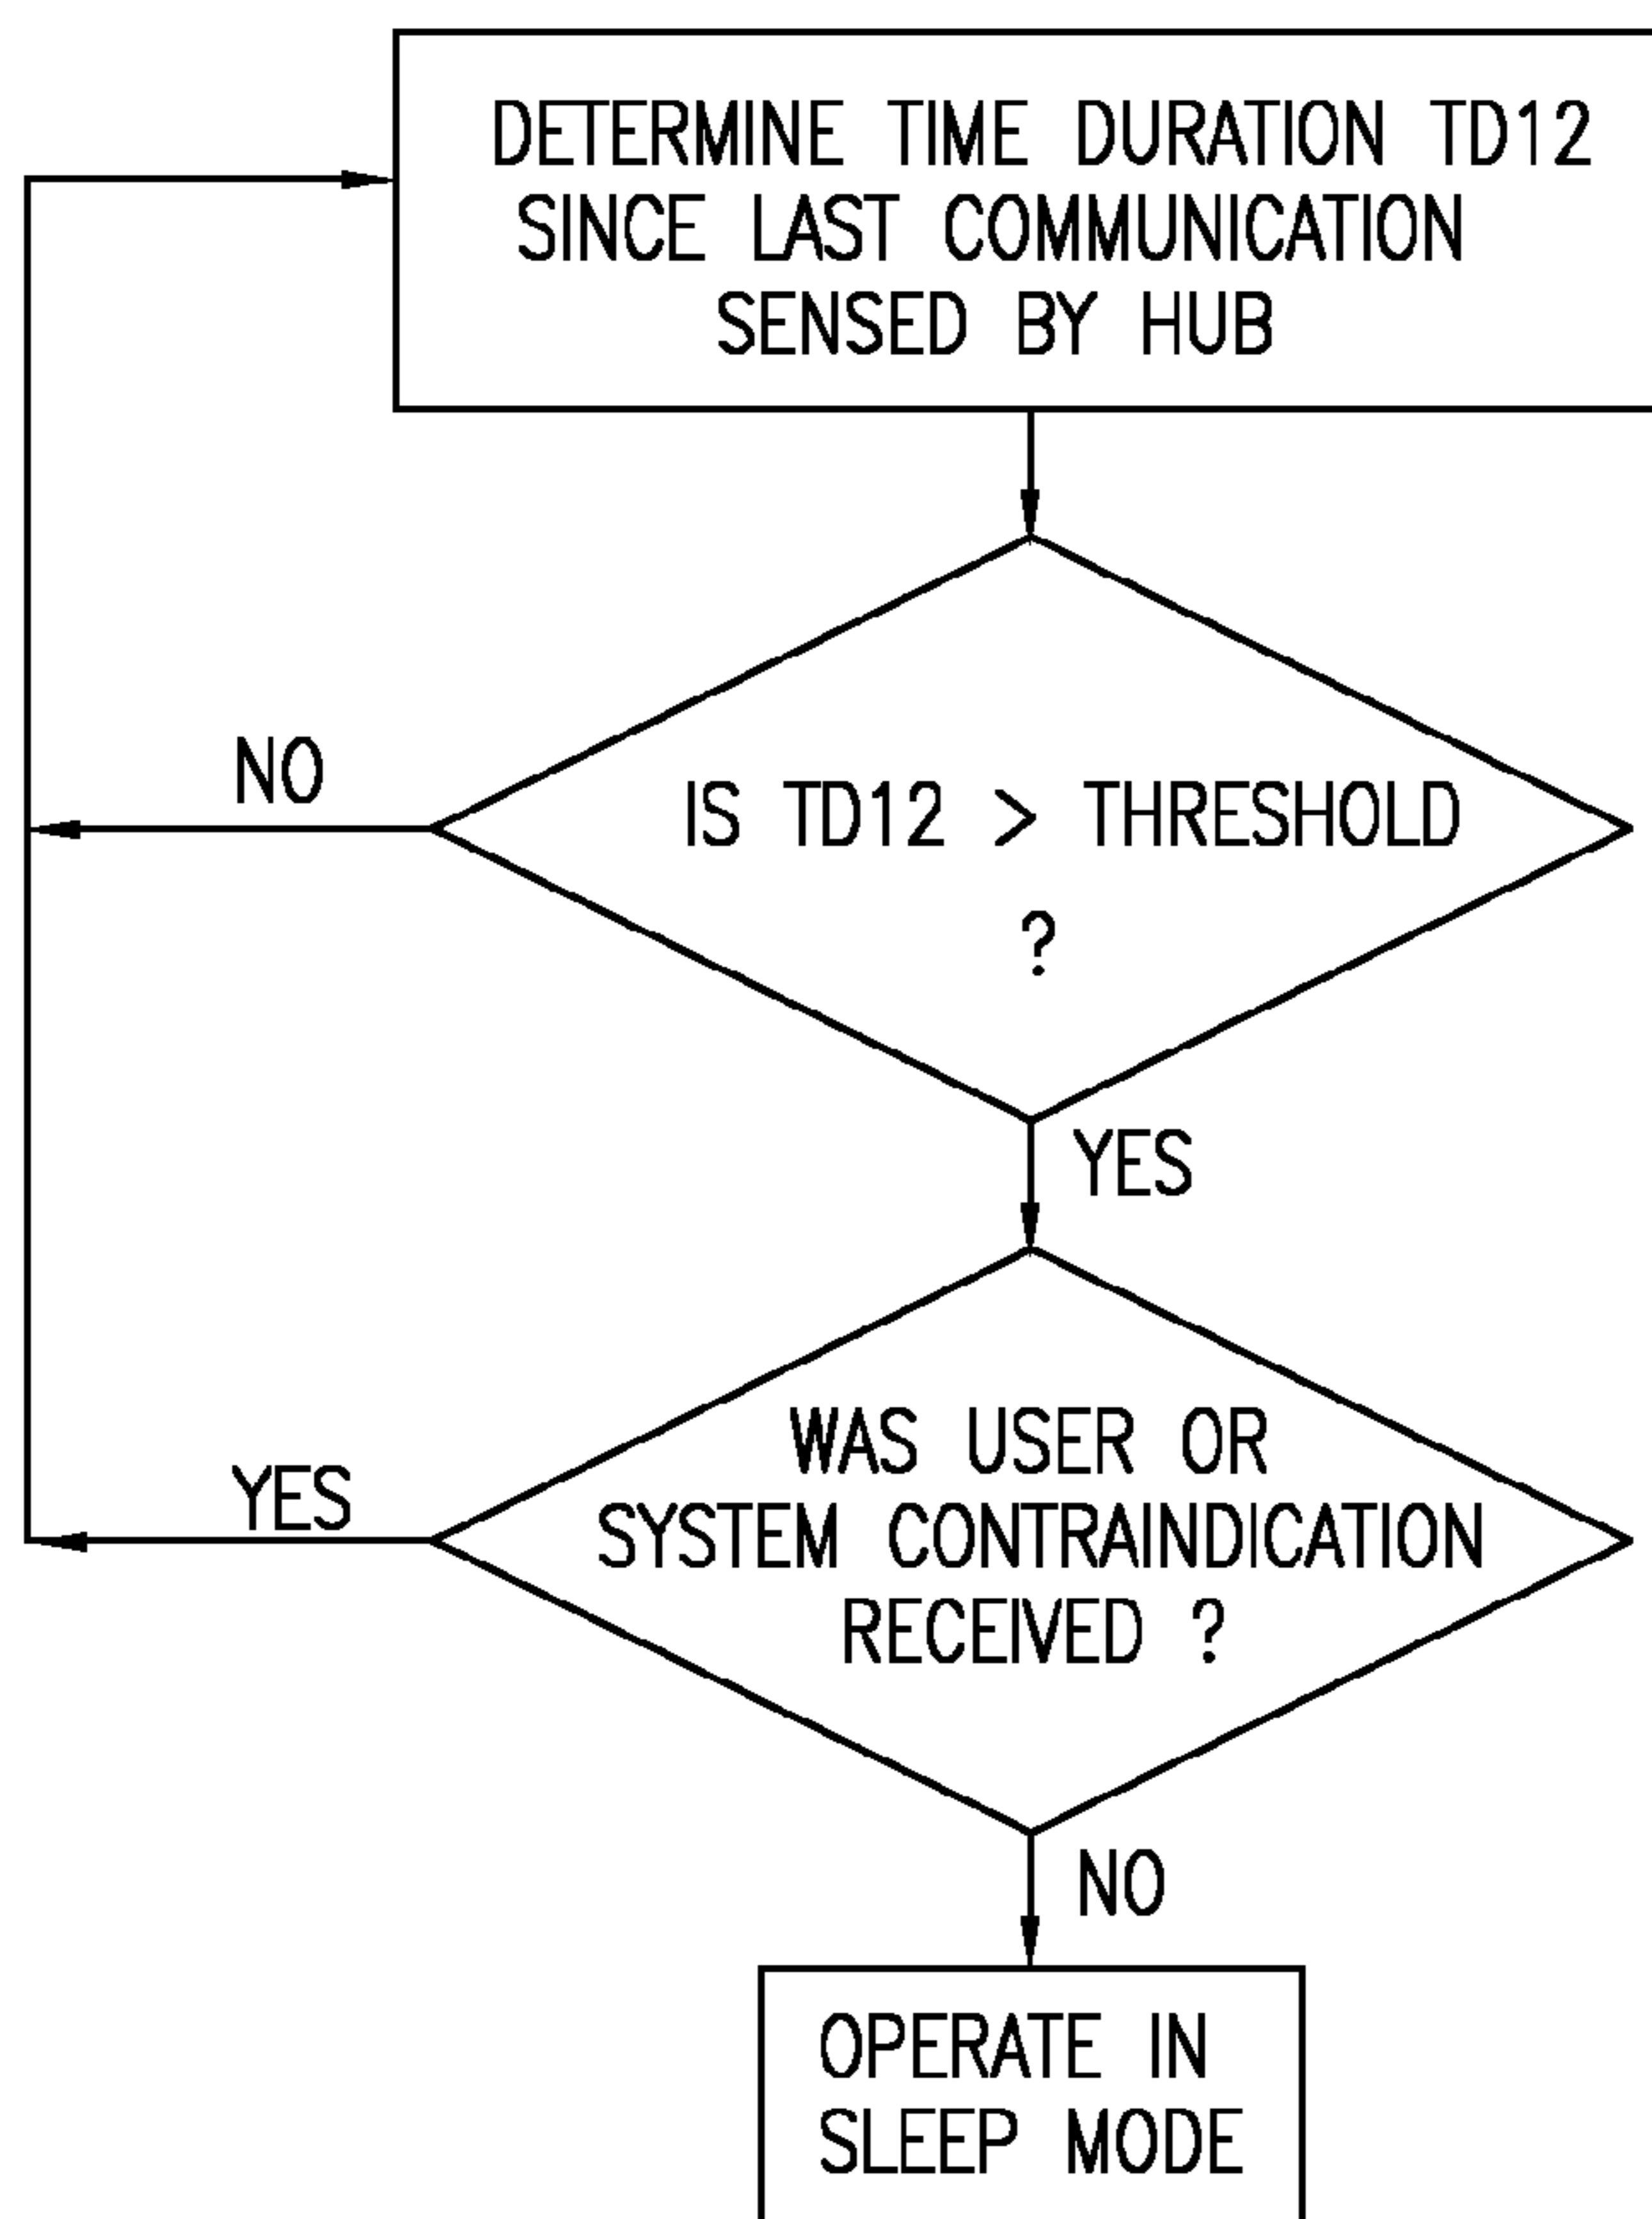 DETERMINE TIME DURATION TD12
SINCE LAST COMMUNICATION
SENSED BY HUB
NO
IS TD12 > THRESHOLD
?
YES
WAS USER OR
YES
SYSTEM CONTRAINDICATION
RECEIVED ?
NO
OPERATE IN
SLEEP MODE